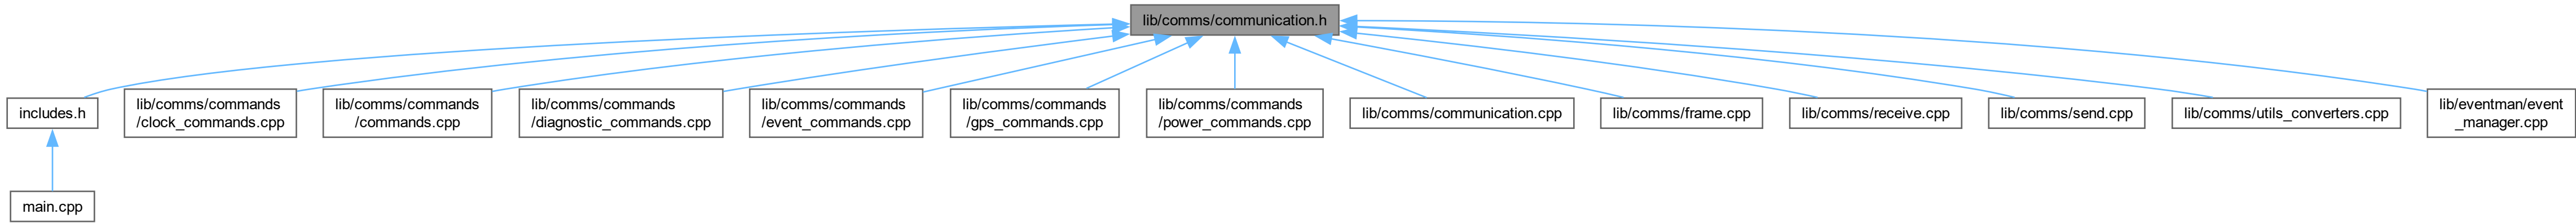 lib/comms/communication.h
includes.h
lib/comms/commands
/clock_commands.cpp
lib/comms/commands
/commands.cpp
lib/comms/commands
/diagnostic_commands.cpp
lib/comms/commands
/event_commands.cpp
lib/comms/commands
/gps_commands.cpp
lib/comms/commands
/power_commands.cpp
lib/comms/communication.cpp
lib/comms/frame.cpp
lib/comms/receive.cpp
lib/comms/send.cpp
lib/comms/utils_converters.cpp
lib/eventman/event
_manager.cpp
main.cpp